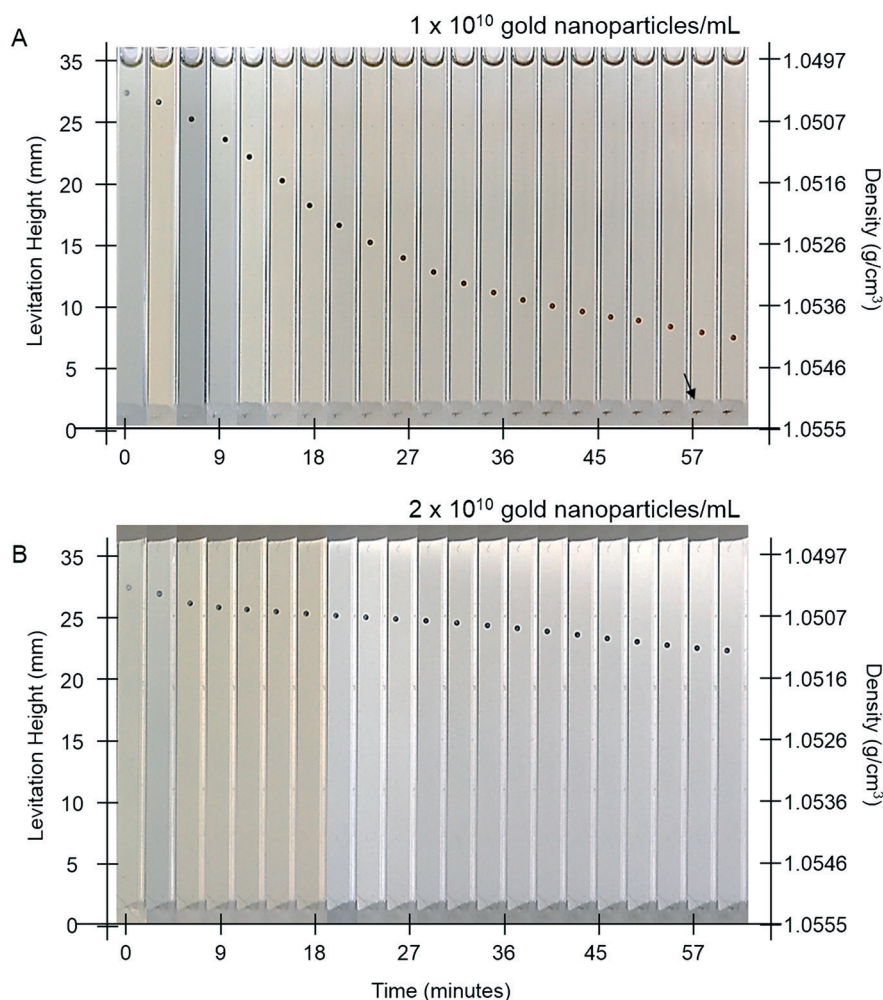 1 x 10¹⁰ gold nanoparticles/mL
A
35
25
20
15
10
5
0
Levitation Height (mm)
1.0497
1.0507
1.0516
1.0526
1.0536
1.0546
1.0555
Density (g/cm³)
0 9 18 27 36 45 57
2 x 10¹⁰ gold nanoparticles/mL
B
35
25
20
15
10
5
0
Levitation Height (mm)
1.0497
1.0507
1.0516
1.0526
1.0536
1.0546
1.0555
Density (g/cm³)
0 9 18 27 36 45 57
Time (minutes)